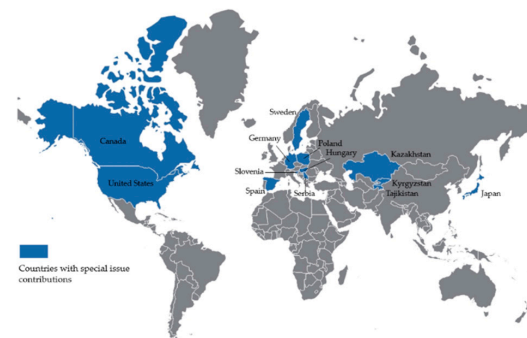 Sweden
Canada
Germany
Poland
Hungary
Kazakhstan
Slovenia
United States
Kyrgyzstan
Spain
Serbia
Tajikistan
Japan
Countries with special issue
contributions